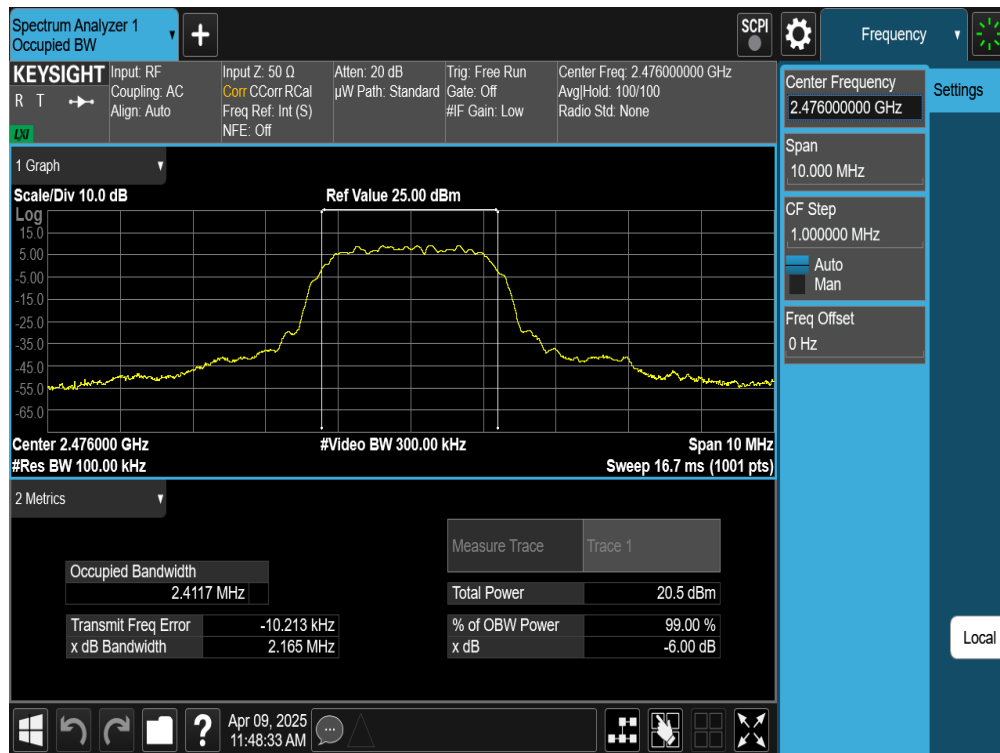 Spectrum Analyzer 1
Occupied BW
+
SCPI
Frequency
KEYSIGHT
R T
LXI
Input: RF
Coupling: AC
Align: Auto
Input Z: 50 Ω
Corr CCorr RCal
Freq Ref: Int (S)
NFE: Off
Atten: 20 dB
µW Path: Standard
Trig: Free Run
Gate: Off
#IF Gain: Low
Center Freq: 2.476000000 GHz
Avg|Hold: 100/100
Radio Std: None
Center Frequency
2.476000000 GHz
Settings
Span
10.000 MHz
CF Step
1.000000 MHz
Auto
Man
Freq Offset
0 Hz
Local
1 Graph
Scale/Div 10.0 dB
Ref Value 25.00 dBm
Log
15.0
5.00
-5.00
-15.0
-25.0
-35.0
-45.0
-55.0
-65.0
Center 2.476000 GHz
#Video BW 300.00 kHz
Span 10 MHz
#Res BW 100.00 kHz
Sweep 16.7 ms (1001 pts)
2 Metrics
Measure Trace
Trace 1
Occupied Bandwidth
2.4117 MHz
Total Power
20.5 dBm
Transmit Freq Error
-10.213 kHz
% of OBW Power
99.00 %
x dB Bandwidth
2.165 MHz
x dB
-6.00 dB
?
Apr 09, 2025
11:48:33 AM